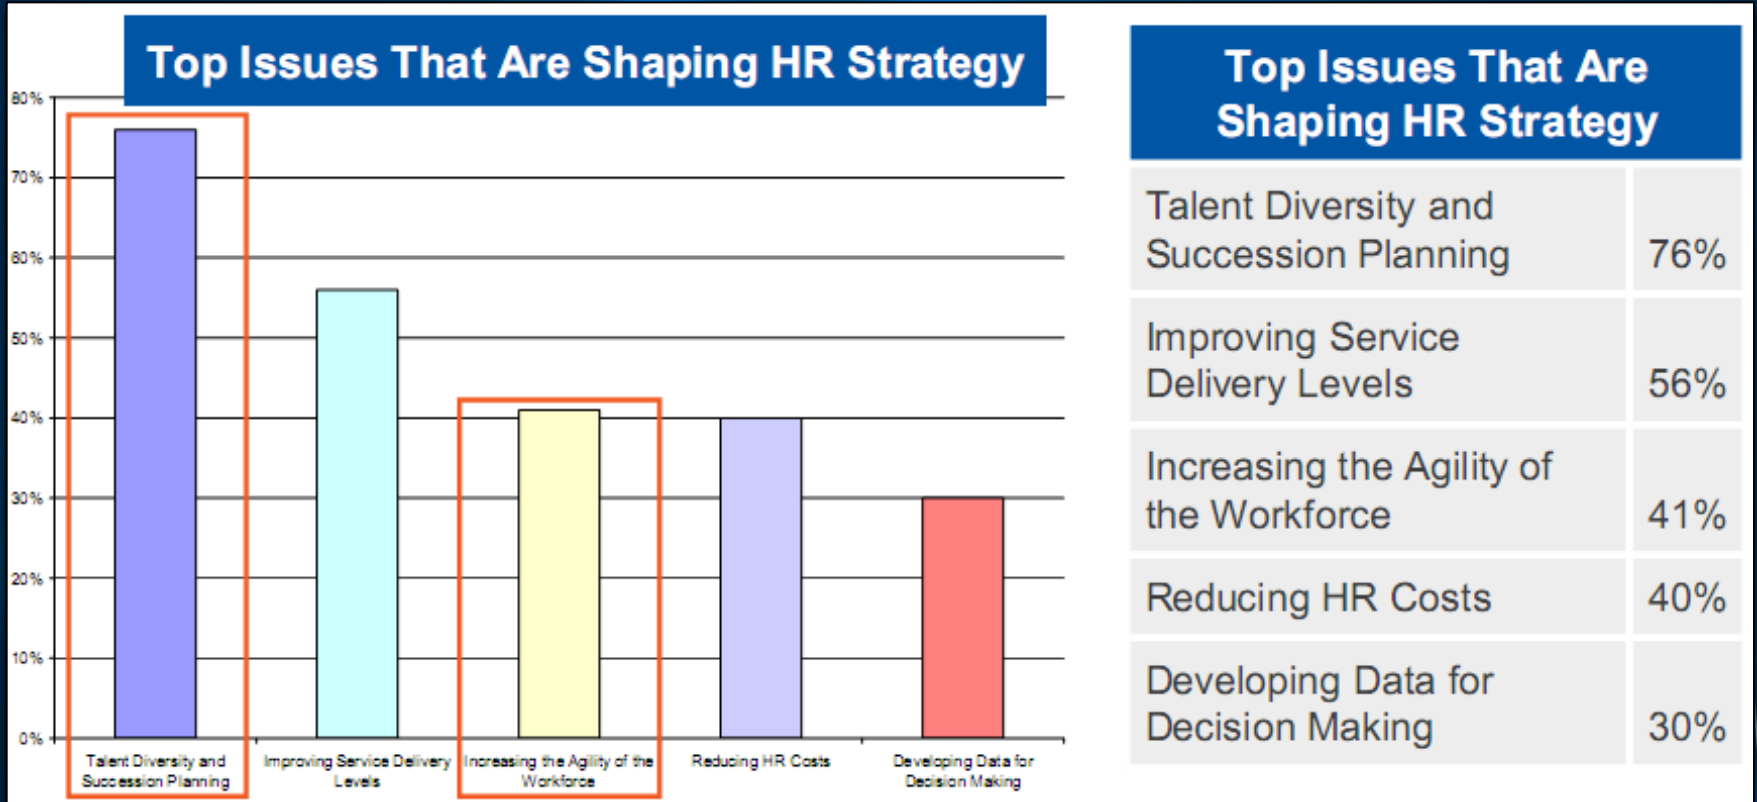 Top Issues That Are Shaping HR Strategy
80%
70%
60%
50%
40%
30%
20%
10%
0%
Talent Diversity and
Succession Planning
Improving Service Delivery
Levels
Increasing the Agility of the
Workforce
Reducing HR Costs
Developing Data for
Decision Making
Top Issues That Are
Shaping HR Strategy
Talent Diversity and
Succession Planning 76%
Improving Service
Delivery Levels 56%
Increasing the Agility of
the Workforce 41%
Reducing HR Costs 40%
Developing Data for
Decision Making 30%